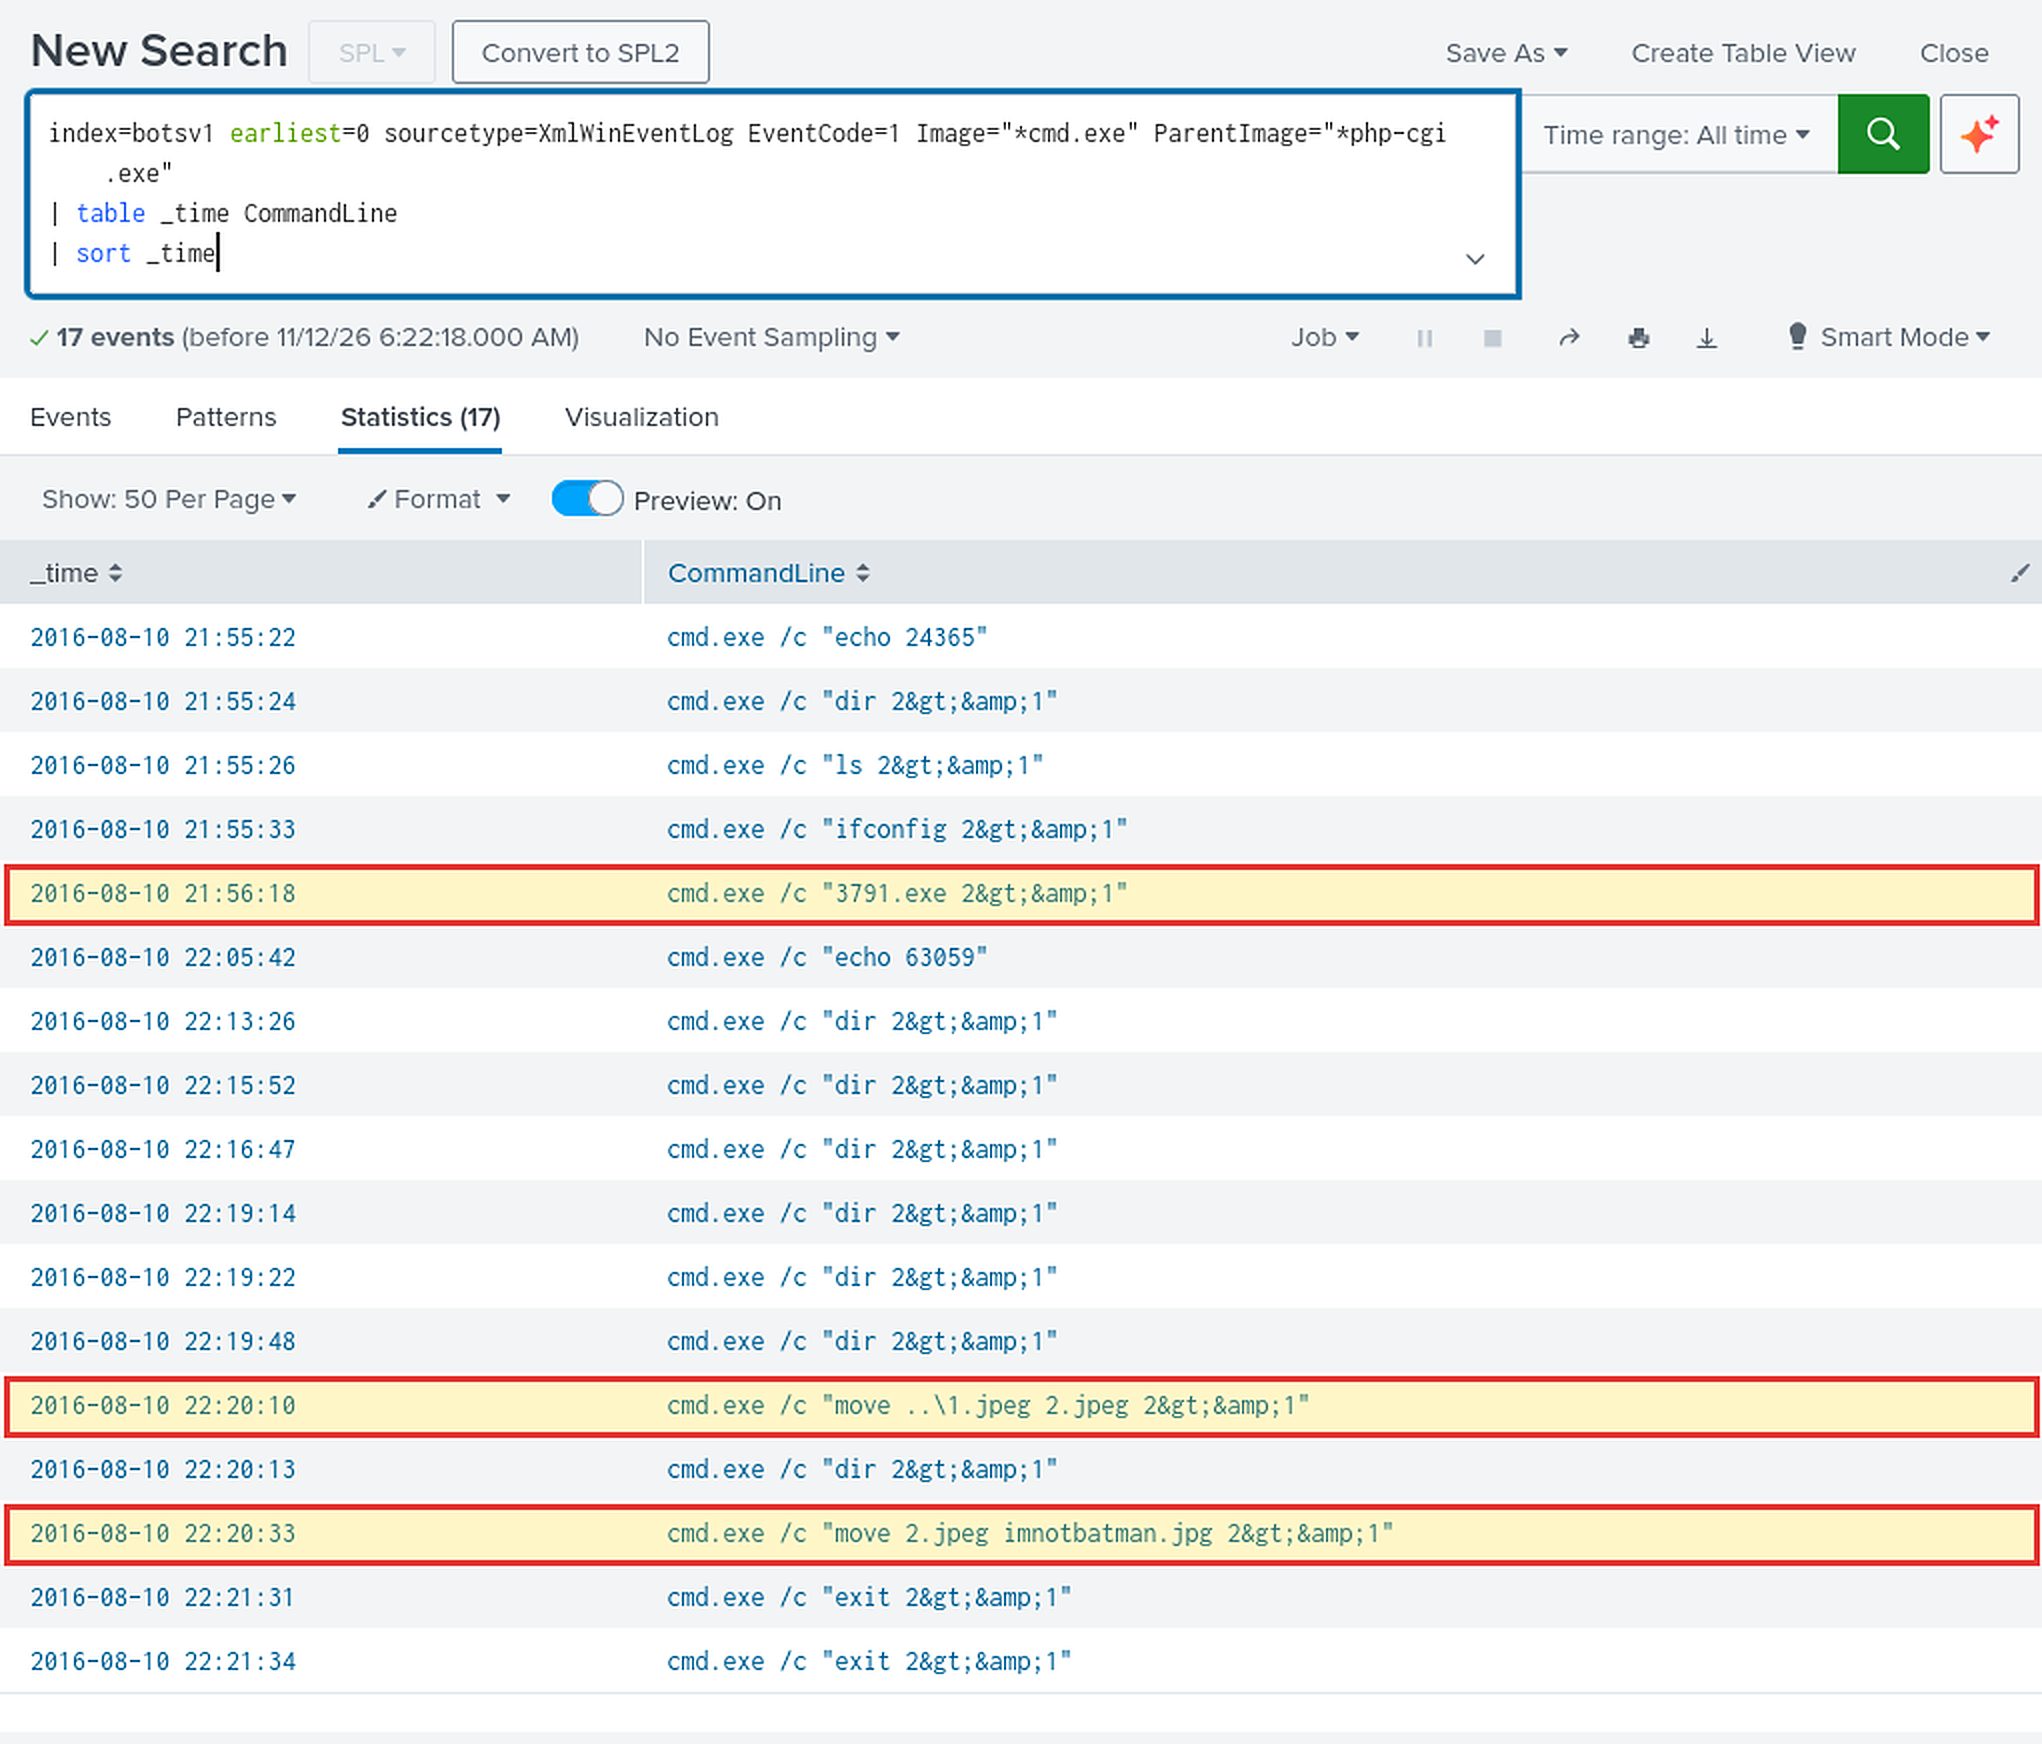 New Search SPL Convert to SPL2 Save As Create Table View Close
index=botsv1 earliest=0 sourcetype=XmlWinEventLog EventCode=1 Image="*cmd.exe" ParentImage="*php-cgi
.exe"
| table _time CommandLine
| sort _time
Time range: All time
17 events (before 11/12/26 6:22:18.000 AM) No Event Sampling Job Smart Mode
Events Patterns Statistics (17) Visualization
Show: 50 Per Page Format Preview: On
_time CommandLine
2016-08-10 21:55:22 cmd.exe /c "echo 24365"
2016-08-10 21:55:24 cmd.exe /c "dir 2&gt;&amp;1"
2016-08-10 21:55:26 cmd.exe /c "ls 2&gt;&amp;1"
2016-08-10 21:55:33 cmd.exe /c "ifconfig 2&gt;&amp;1"
2016-08-10 21:56:18 cmd.exe /c "3791.exe 2&gt;&amp;1"
2016-08-10 22:05:42 cmd.exe /c "echo 63059"
2016-08-10 22:13:26 cmd.exe /c "dir 2&gt;&amp;1"
2016-08-10 22:15:52 cmd.exe /c "dir 2&gt;&amp;1"
2016-08-10 22:16:47 cmd.exe /c "dir 2&gt;&amp;1"
2016-08-10 22:19:14 cmd.exe /c "dir 2&gt;&amp;1"
2016-08-10 22:19:22 cmd.exe /c "dir 2&gt;&amp;1"
2016-08-10 22:19:48 cmd.exe /c "dir 2&gt;&amp;1"
2016-08-10 22:20:10 cmd.exe /c "move ..\1.jpeg 2.jpeg 2&gt;&amp;1"
2016-08-10 22:20:13 cmd.exe /c "dir 2&gt;&amp;1"
2016-08-10 22:20:33 cmd.exe /c "move 2.jpeg imnotbatman.jpg 2&gt;&amp;1"
2016-08-10 22:21:31 cmd.exe /c "exit 2&gt;&amp;1"
2016-08-10 22:21:34 cmd.exe /c "exit 2&gt;&amp;1"